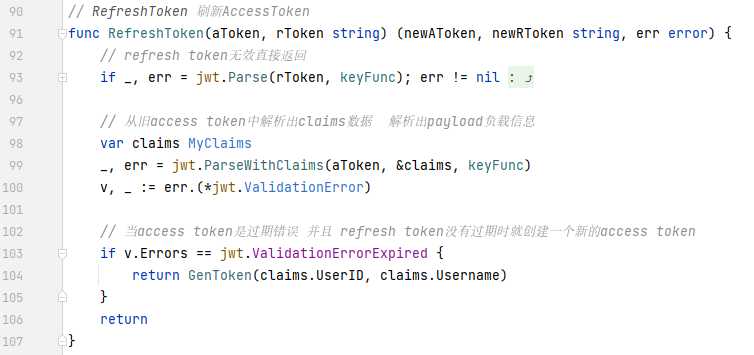 90 // RefreshToken 刷新AccessToken
91 func RefreshToken(aToken, rToken string) (newAToken, newRToken string, err error) {
92 // refresh token无效直接返回
93 if _, err = jwt.Parse(rToken, keyFunc); err != nil : ⤴
96
97 // 从旧access token中解析出claims数据 解析出payload负载信息
98 var claims MyClaims
99 _, err = jwt.ParseWithClaims(aToken, &claims, keyFunc)
100 v, _ := err.(*jwt.ValidationError)
101
102 // 当access token是过期错误 并且 refresh token没有过期时就创建一个新的access token
103 if v.Errors == jwt.ValidationErrorExpired {
104 return GenToken(claims.UserID, claims.Username)
105 }
106 return
107 }